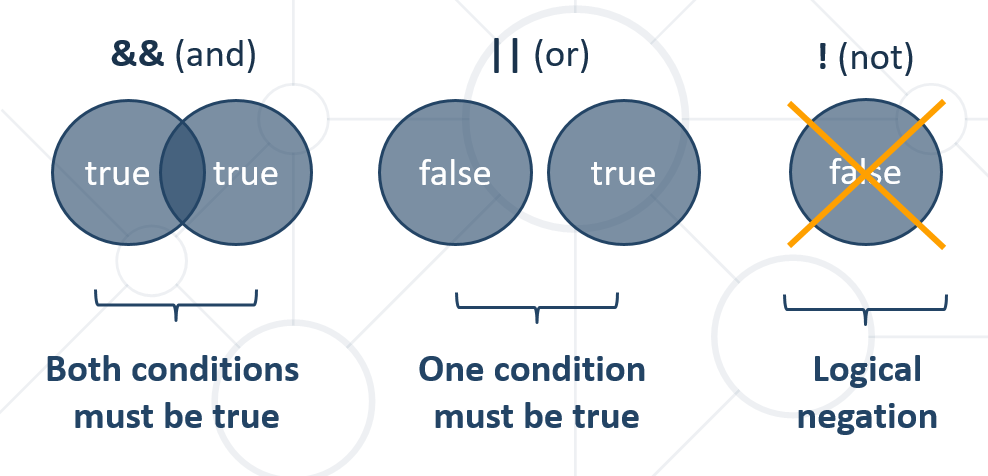 && (and)
|| (or)
! (not)
true
true
false
true
false
Both conditions
must be true
One condition
must be true
Logical
negation